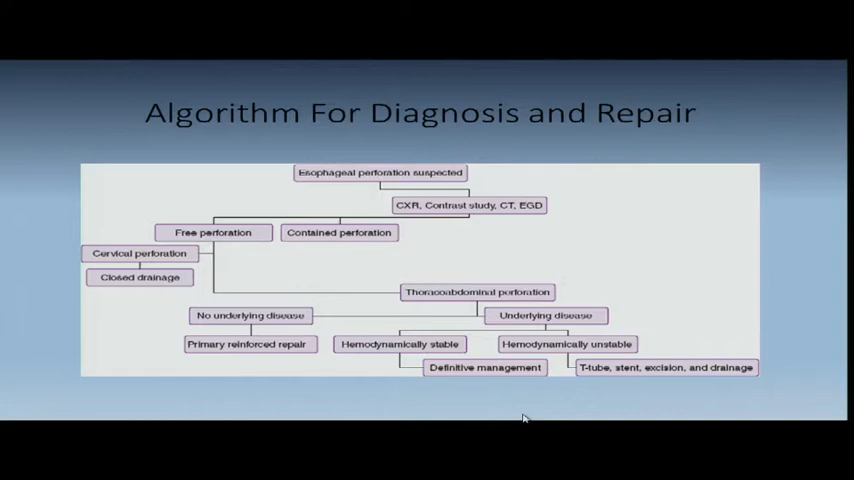 Algorithm For Diagnosis and Repair
Esophageal perforation suspected
CXR, Contrast study, CT, EGD
Free perforation
Contained perforation
Cervical perforation
Closed drainage
Thoracoabdominal perforation
No underlying disease
Underlying disease
Primary reinforced repair
Hemodynamically stable
Hemodynamically unstable
Definitive management
T-tube, stent, excision, and drainage